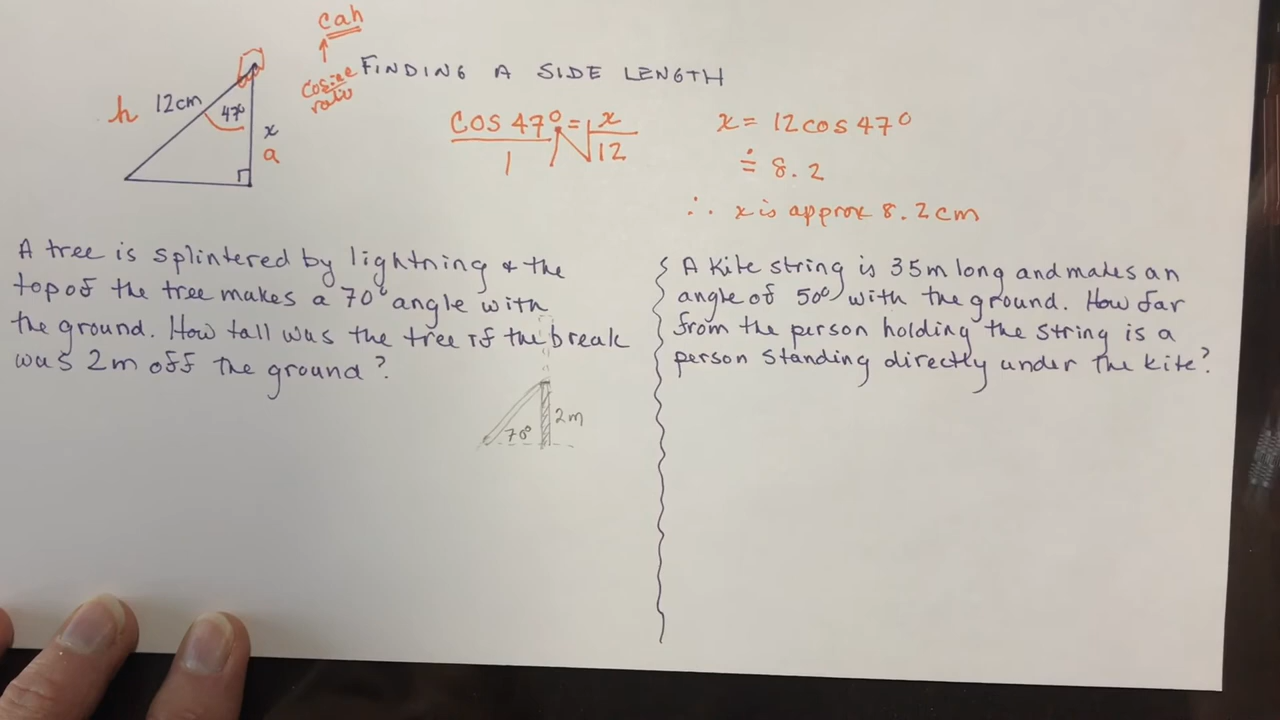 cah
cosine
ratio
FINDING A SIDE LENGTH
h
12cm
47°
x
a
cos 47° = x
1 12
x = 12 cos 47°
≐ 8.2
∴ x is approx 8.2cm
A tree is splintered by lightning & the
top of the tree makes a 70° angle with
the ground. How tall was the tree if the break
was 2m off the ground?
70°
2m
A kite string is 35m long and makes an
angle of 50° with the ground. How far
from the person holding the string is a
person standing directly under the kite?